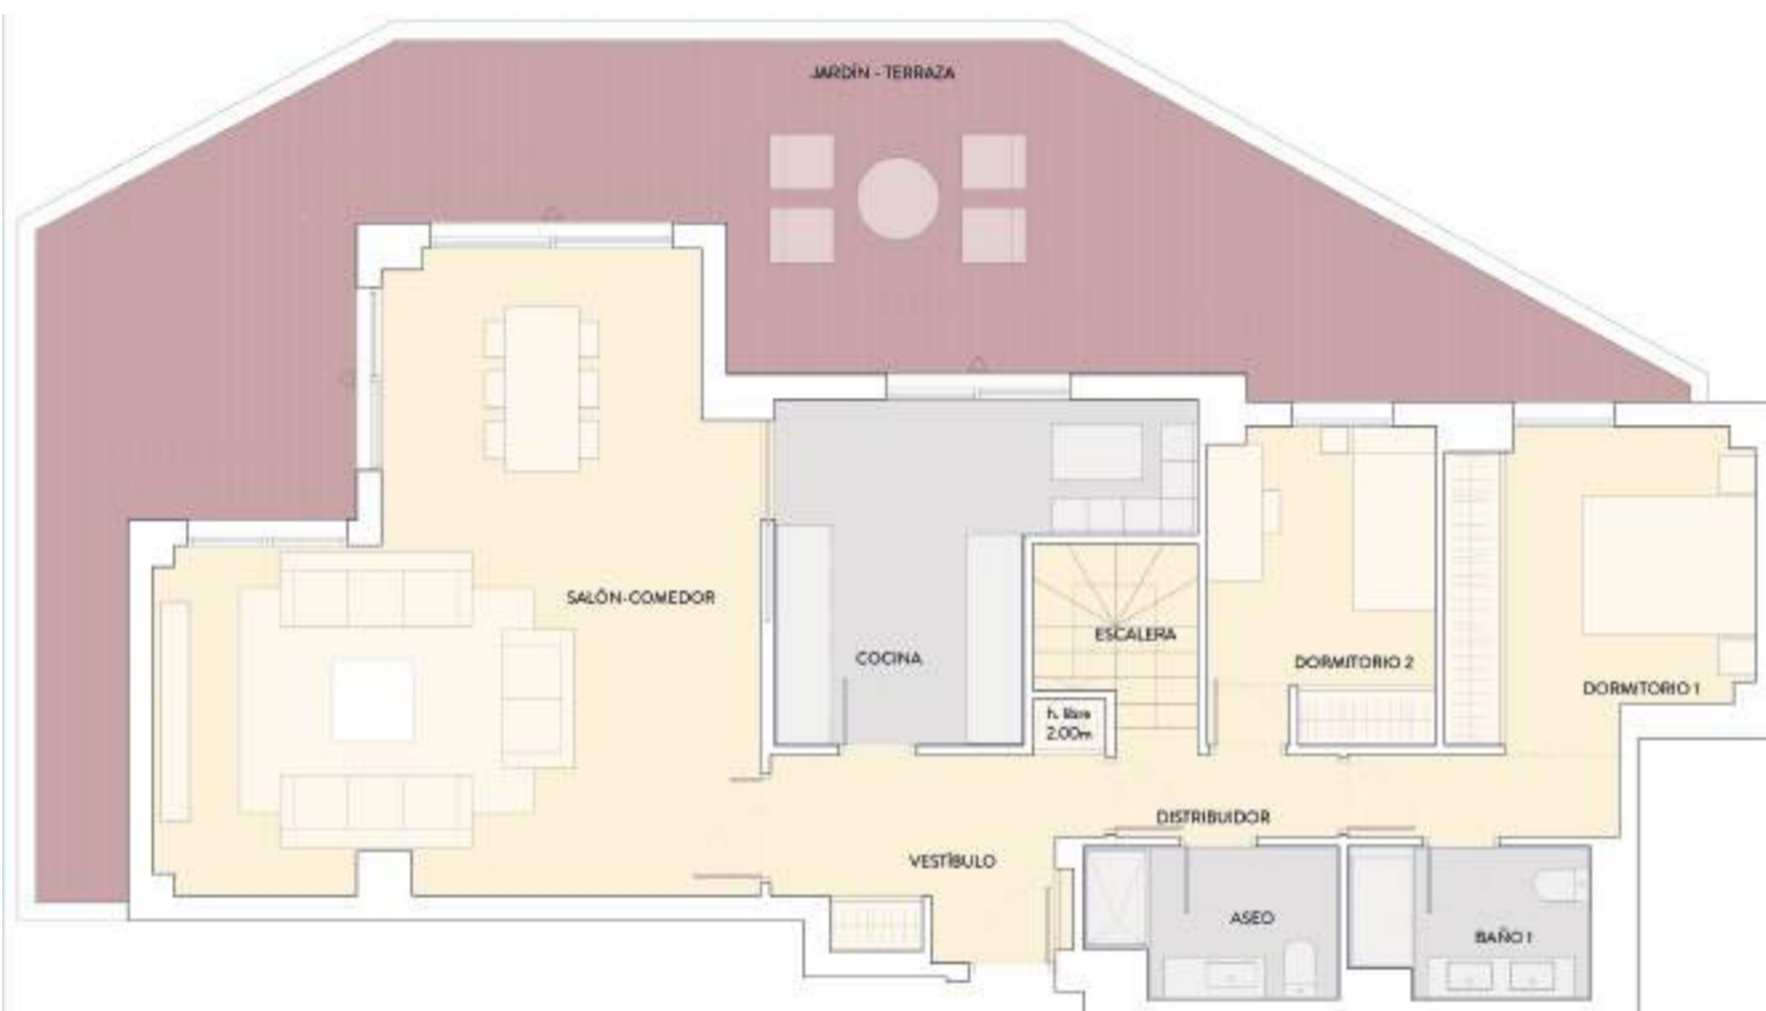 JARDÍN - TERRAZA
SALÓN-COMEDOR
COCINA
ESCALERA
h. libre
2.00m
DORMITORIO 2
DORMITORIO 1
DISTRIBUIDOR
VESTÍBULO
ASEO
BAÑO 1